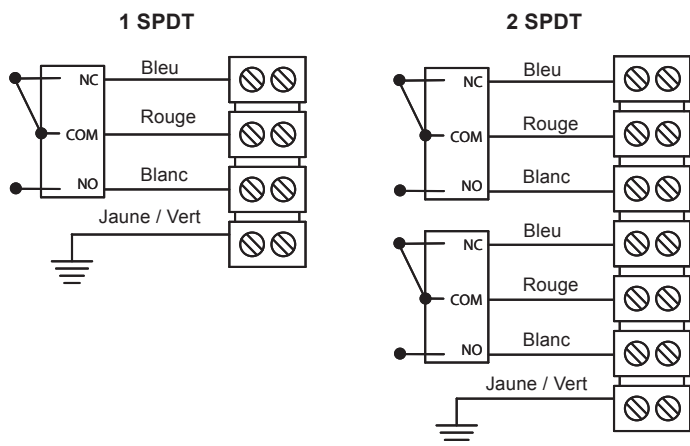 1 SPDT
NC
Bleu
COM
Rouge
NO
Blanc
Jaune / Vert
2 SPDT
NC
Bleu
COM
Rouge
NO
Blanc
NC
Bleu
COM
Rouge
NO
Blanc
Jaune / Vert